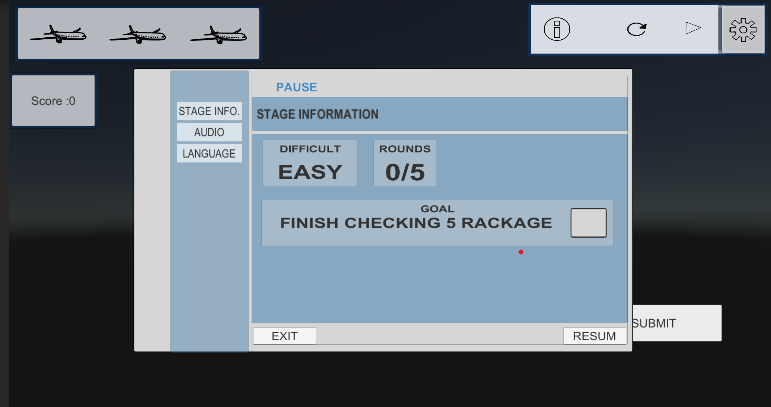 Score :0
PAUSE
STAGE INFO.
AUDIO
LANGUAGE
STAGE INFORMATION
DIFFICULT
EASY
ROUNDS
0/5
GOAL
FINISH CHECKING 5 RACKAGE
EXIT
RESUM
SUBMIT